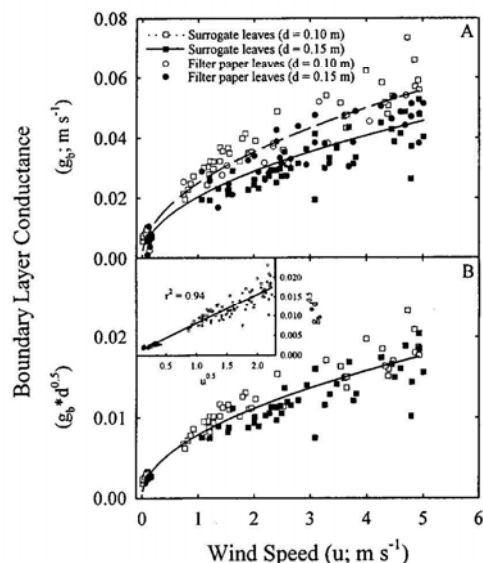 Surrogate leaves (d = 0.10 m)
Surrogate leaves (d = 0.15 m)
Filter paper leaves (d = 0.10 m)
Filter paper leaves (d = 0.15 m)
A
0.08
0.06
0.04
0.02
0.00
Boundary Layer Conductance
(g_b; m s⁻¹)
B
r² = 0.94
0.020
0.015
0.010
0.005
0.000
g_b*d^0.5
0.5 1.0 1.5 2.0
u^0.5
0.02
0.01
0.00
(g_b*d^0.5)
0 1 2 3 4 5 6
Wind Speed (u; m s⁻¹)